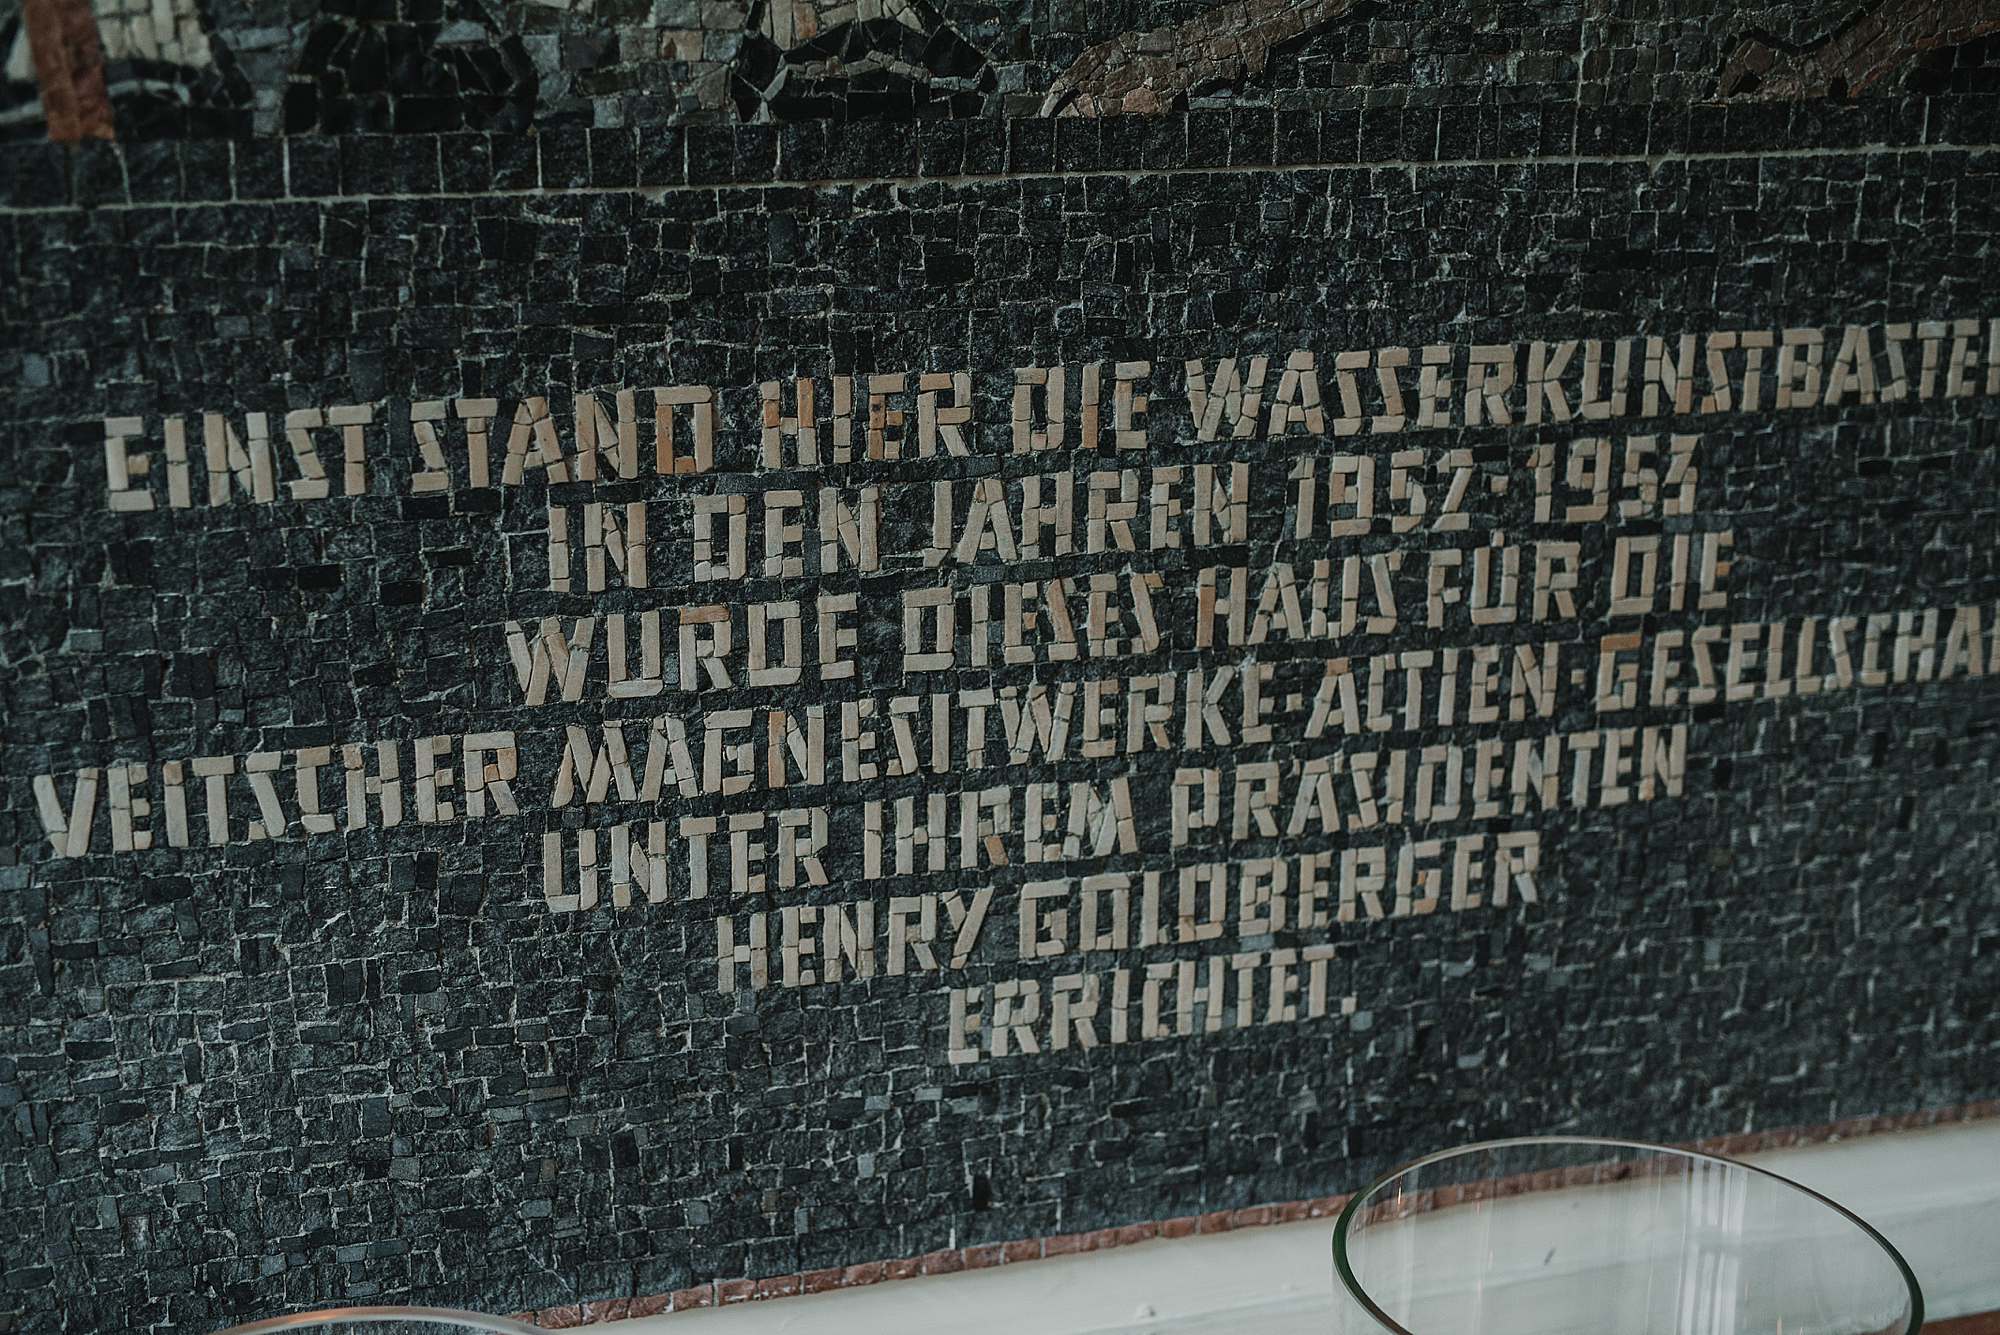 EINST STAND HIER DIE WASSERKUNSTBASTEI
IN DEN JAHREN 1952-1953
WURDE DIESES HAUS FÜR DIE
VEITSCHER MAGNESITWERKE-ACTIEN-GESELLSCHA
UNTER IHREM PRÄSIDENTEN
HENRY GOLDBERGER
ERRICHTET.